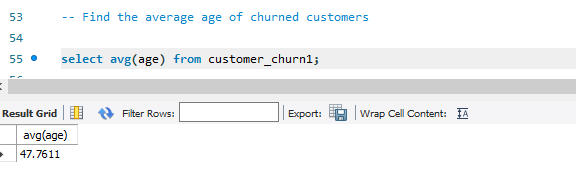 53 -- Find the average age of churned customers
54
55 select avg(age) from customer_churn1;
Result Grid Filter Rows: Export: Wrap Cell Content:
avg(age)
47.7611